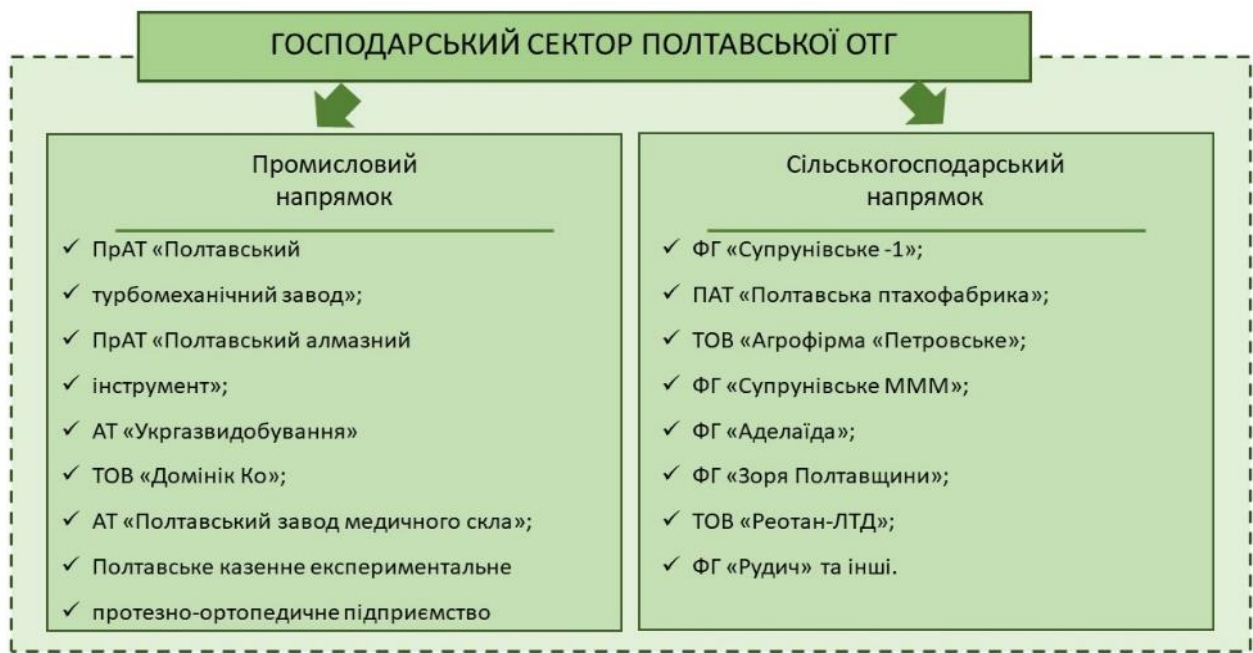 ГОСПОДАРСЬКИЙ СЕКТОР ПОЛТАВСЬКОЇ ОТГ
Промисловий
напрямок
✓ ПрАТ «Полтавський
✓ турбомеханічний завод»;
✓ ПрАТ «Полтавський алмазний
✓ інструмент»;
✓ АТ «Укргазвидобування»
✓ ТОВ «Домінік Ко»;
✓ АТ «Полтавський завод медичного скла»;
✓ Полтавське казенне експериментальне
✓ протезно-ортопедичне підприємство
Сільськогосподарський
напрямок
✓ ФГ «Супрунівське -1»;
✓ ПАТ «Полтавська птахофабрика»;
✓ ТОВ «Агрофірма «Петровське»;
✓ ФГ «Супрунівське МММ»;
✓ ФГ «Аделаїда»;
✓ ФГ «Зоря Полтавщини»;
✓ ТОВ «Реотан-ЛТД»;
✓ ФГ «Рудич» та інші.